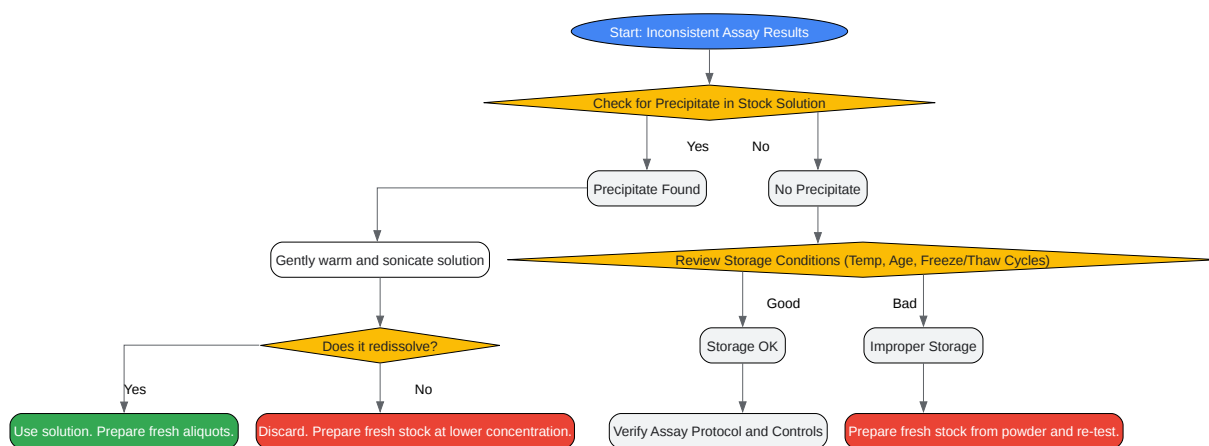 Start: Inconsistent Assay Results
Check for Precipitate in Stock Solution
Yes
No
Precipitate Found
No Precipitate
Gently warm and sonicate solution
Review Storage Conditions (Temp, Age, Freeze/Thaw Cycles)
Good
Bad
Does it redissolve?
Storage OK
Improper Storage
Yes
No
Use solution. Prepare fresh aliquots.
Discard. Prepare fresh stock at lower concentration.
Verify Assay Protocol and Controls
Prepare fresh stock from powder and re-test.